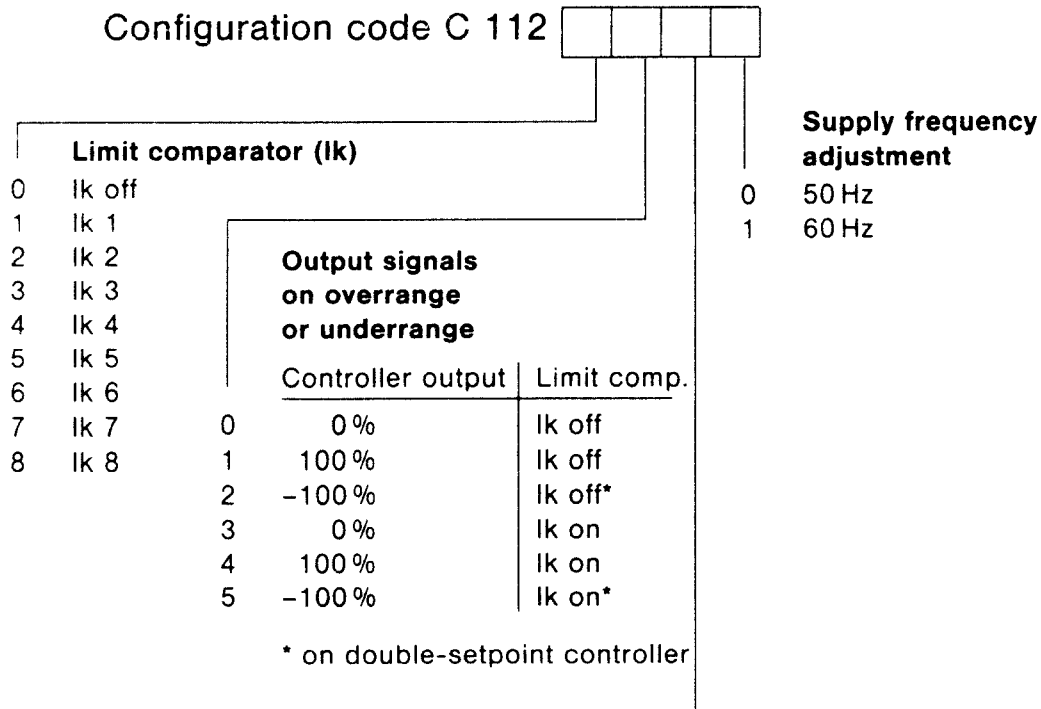 Configuration code C 112
Supply frequency
adjustment
0 50 Hz
1 60 Hz
Limit comparator (lk)
0 lk off
1 lk 1
2 lk 2
3 lk 3
4 lk 4
5 lk 5
6 lk 6
7 lk 7
8 lk 8
Output signals
on overrange
or underrange
Controller output Limit comp.
0 0 % lk off
1 100 % lk off
2 –100 % lk off*
3 0 % lk on
4 100 % lk on
5 –100 % lk on*
* on double-setpoint controller